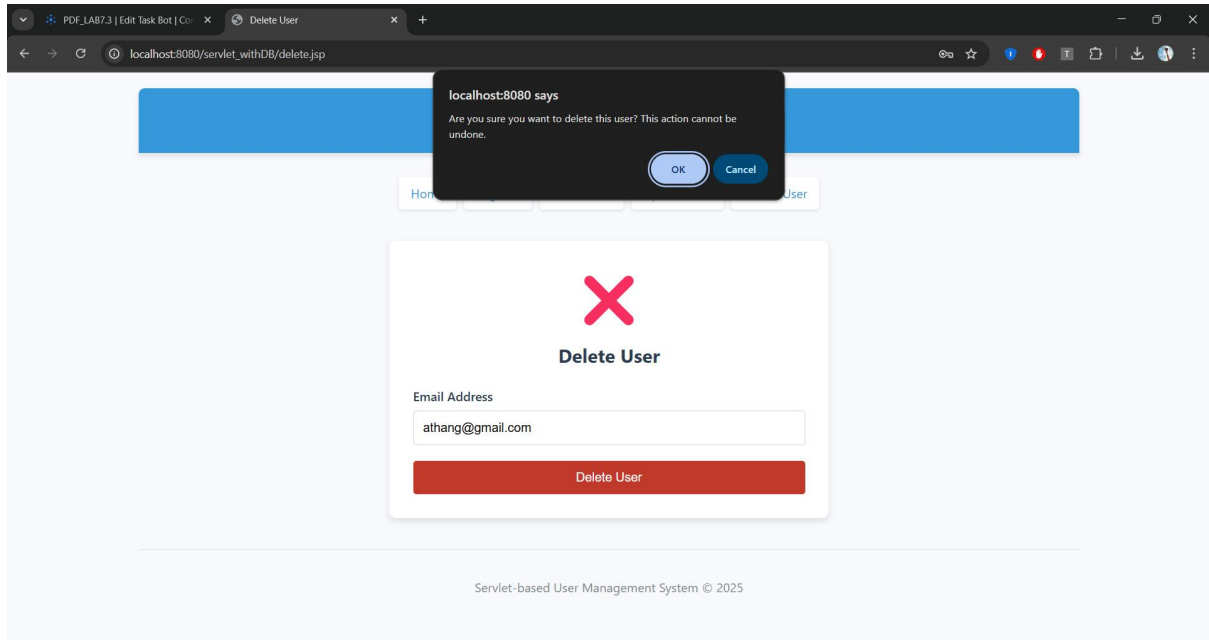 PDF_LAB7.3 | Edit Task Bot | Co
Delete User
localhost:8080/servlet_withDB/delete.jsp
localhost:8080 says
Are you sure you want to delete this user? This action cannot be
undone.
OK Cancel
User
Delete User
Email Address
athang@gmail.com
Delete User
Servlet-based User Management System © 2025